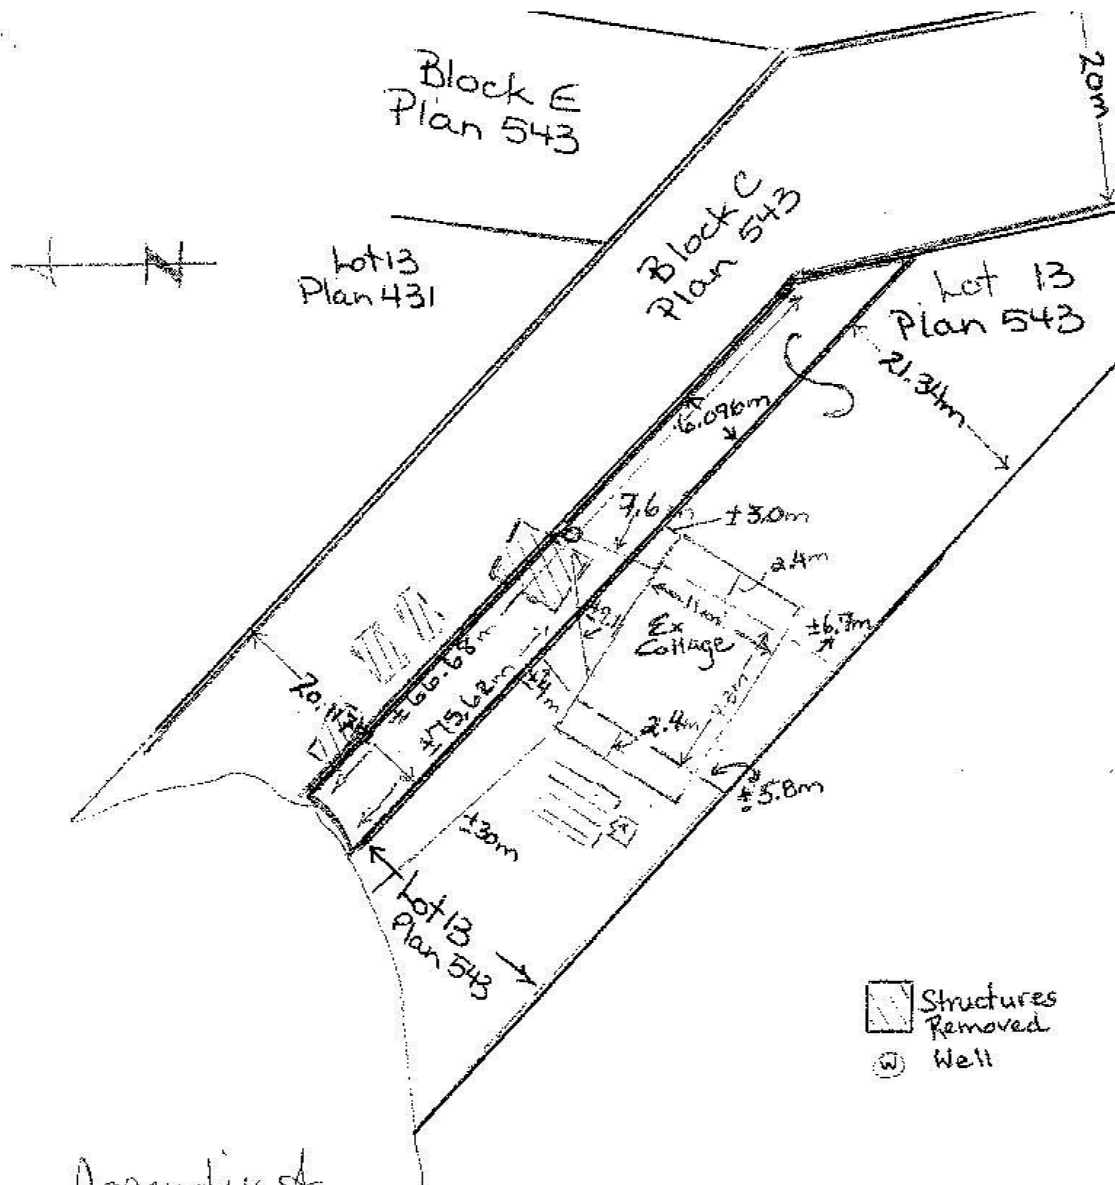 Block E
Plan 543
20m
Block C
Plan 543
N
Lot 13
Plan 431
Lot 13
Plan 543
21.34m
6.096m
7.6 m
±3.0m
2.4m
Ex
Cottage
±6.7m
±66.68m
±75.62m
±4m
2.4m
±5.8m
±30m
Lot 13
Plan 543
Structures
Removed
W Well